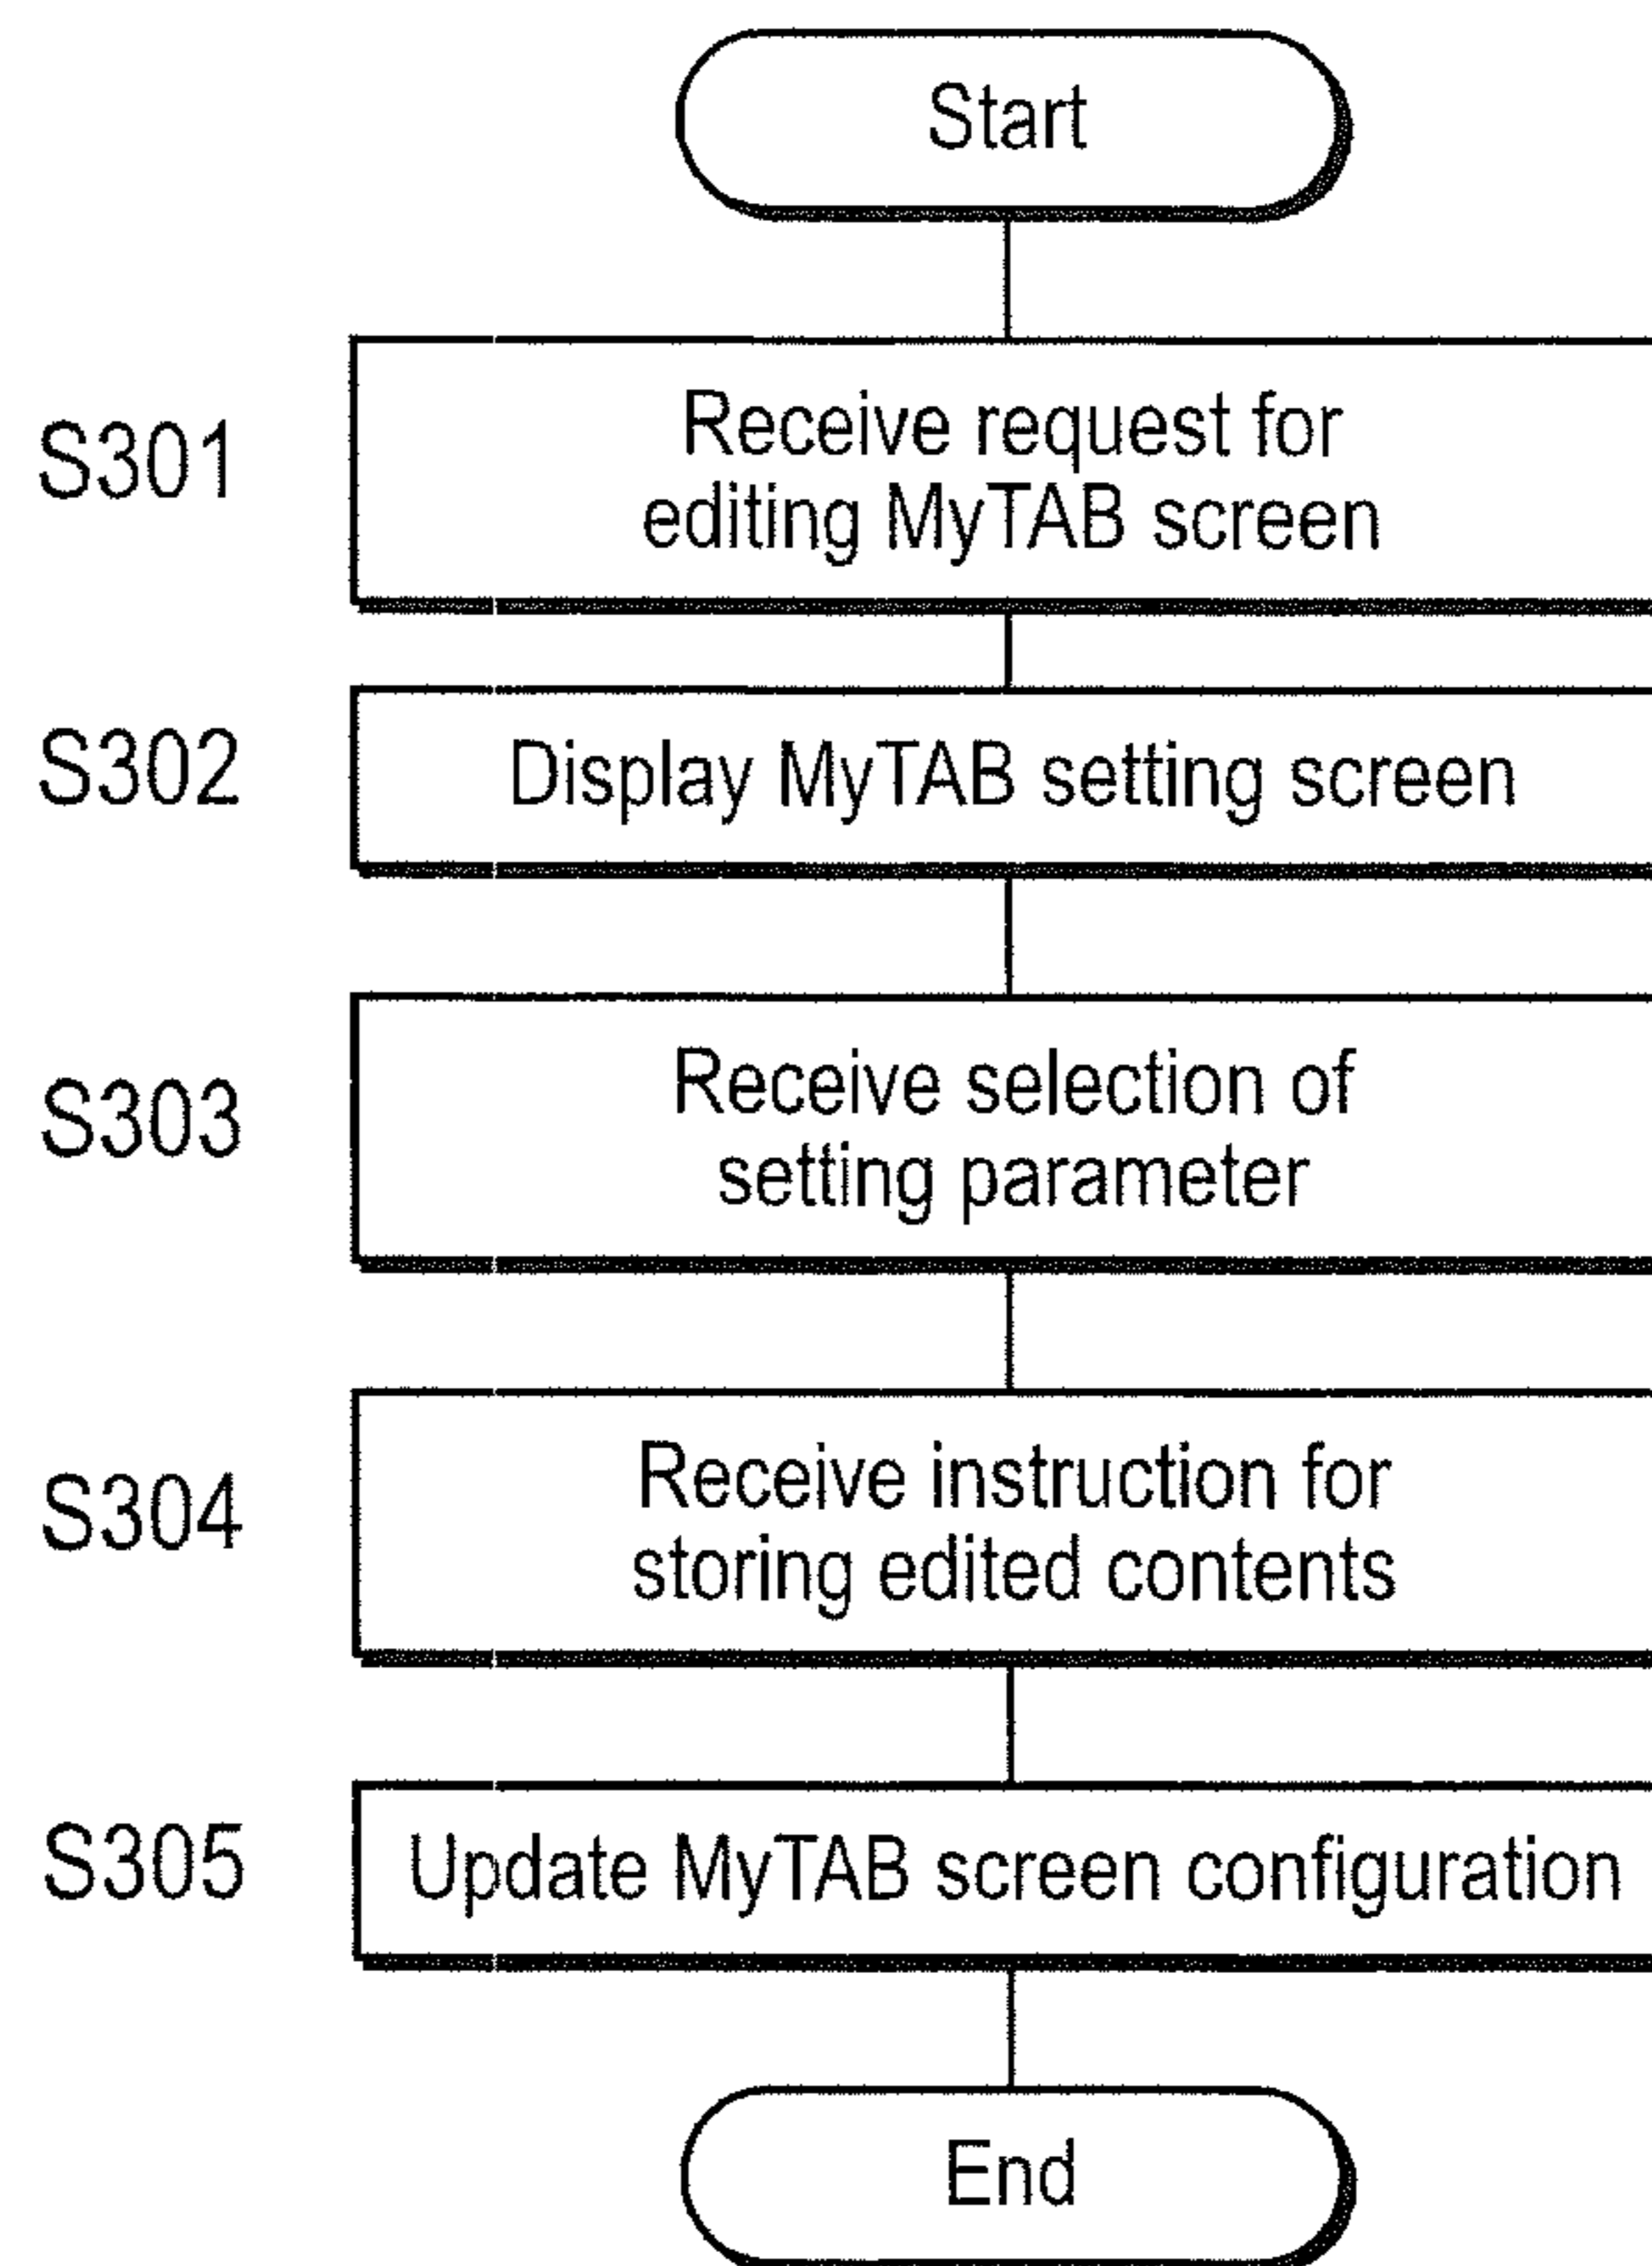 Start
S301
Receive request for
editing MyTAB screen
S302
Display MyTAB setting screen
S303
Receive selection of
setting parameter
S304
Receive instruction for
storing edited contents
S305
Update MyTAB screen configuration
End